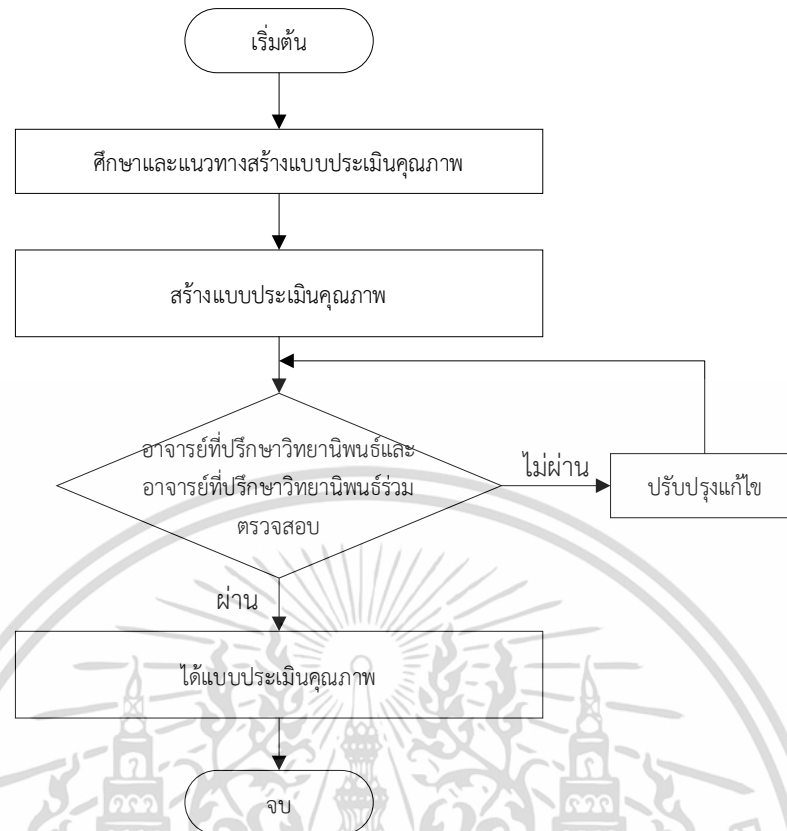 เริ่มต้น
ศึกษาและแนวทางสร้างแบบประเมินคุณภาพ
สร้างแบบประเมินคุณภาพ
อาจารย์ที่ปรึกษาวิทยานิพนธ์และ
อาจารย์ที่ปรึกษาวิทยานิพนธ์ร่วม
ตรวจสอบ
ไม่ผ่าน
ปรับปรุงแก้ไข
ผ่าน
ได้แบบประเมินคุณภาพ
จบ